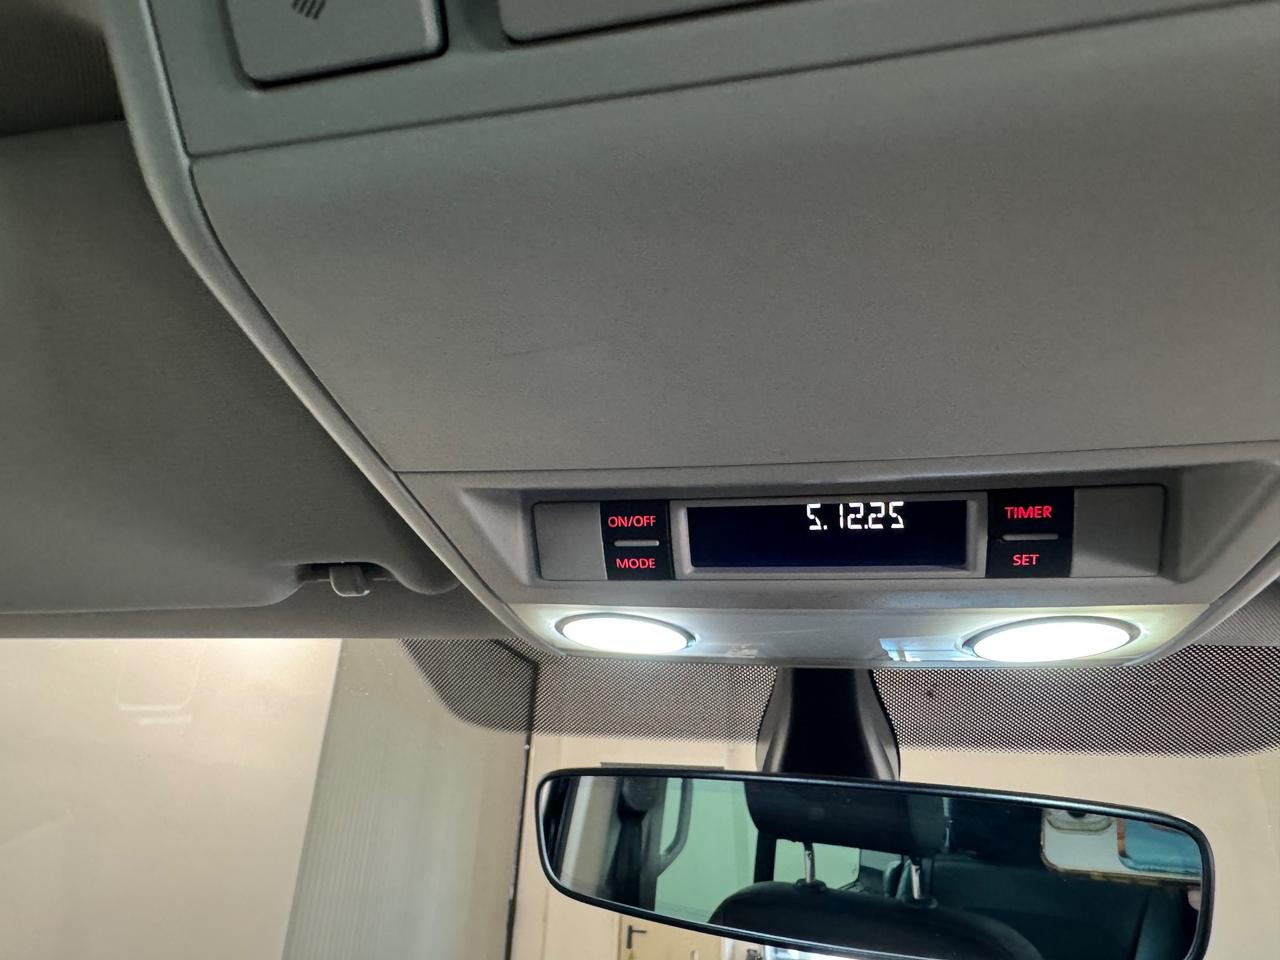 ON/OFF
MODE
5.12.25
TIMER
SET